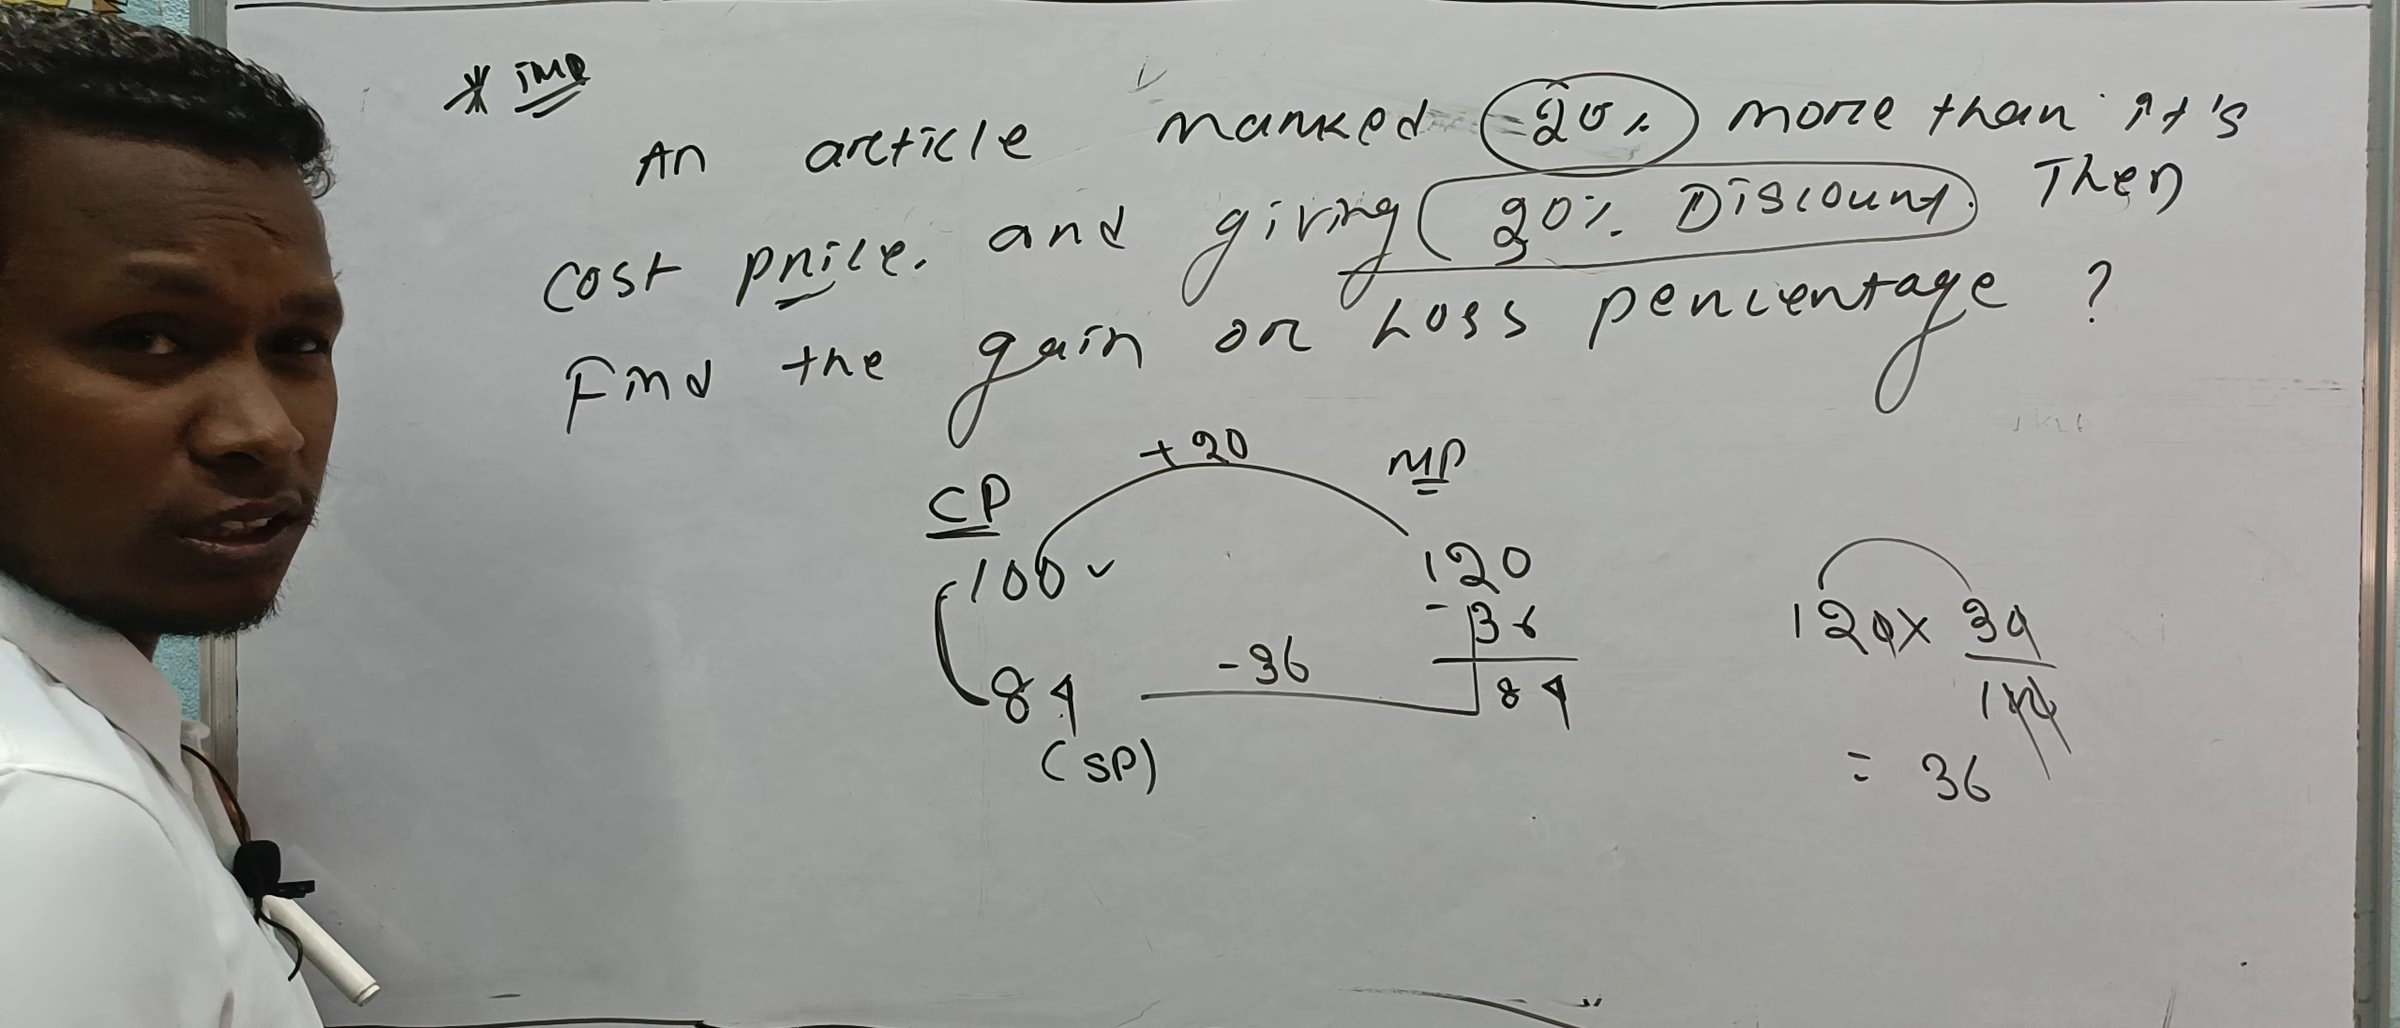 * imp
An article marked 20% more than it's
cost price. and giving 30% Discount. Then
Find the gain or Loss percentage ?
+20
CP MP
100 120
- 36
84 -36 84
(SP)
120 × 30
100
= 36